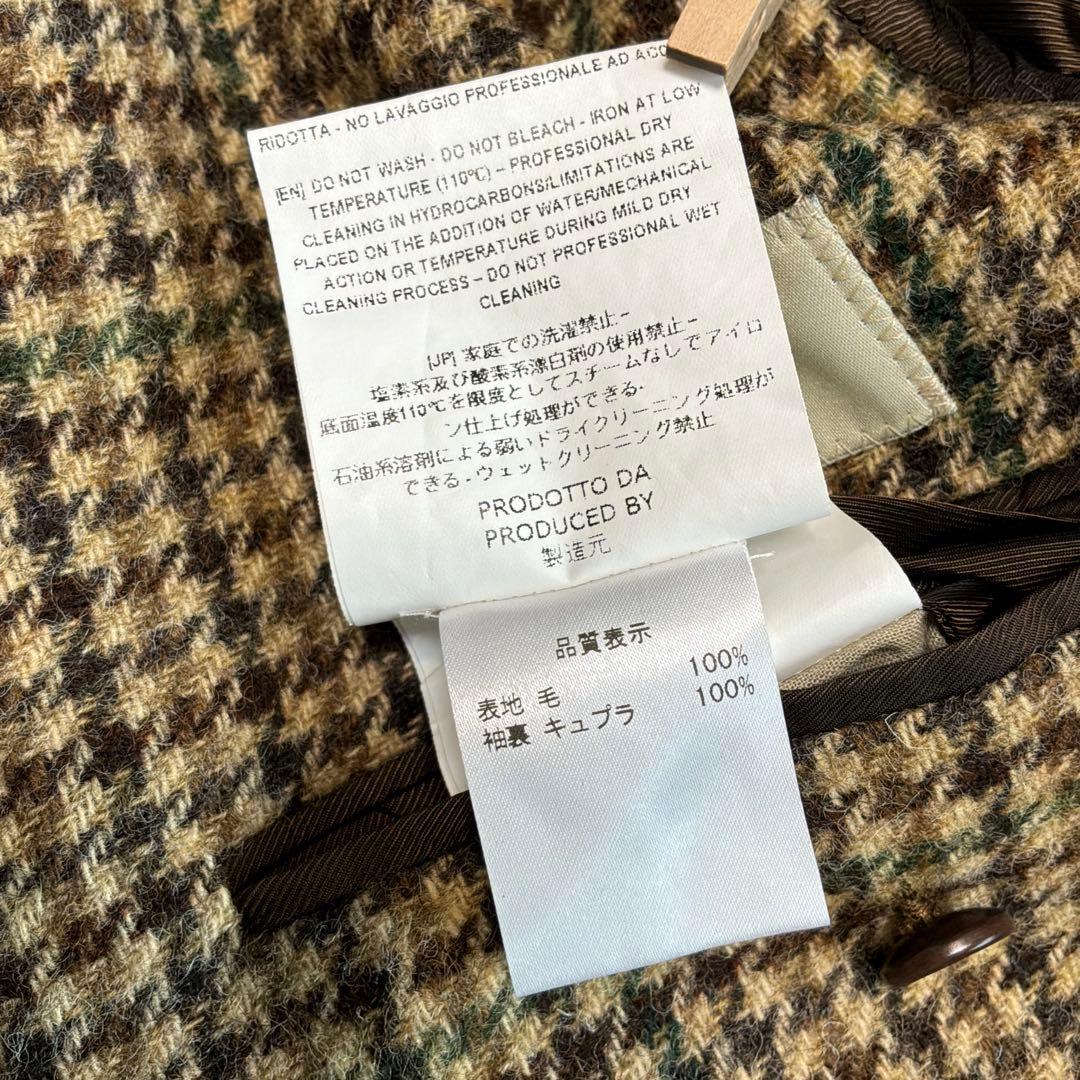 RIDOTTA - NO LAVAGGIO PROFESSIONALE AD ACQ
[EN] DO NOT WASH - DO NOT BLEACH - IRON AT LOW
TEMPERATURE (110ºC) – PROFESSIONAL DRY
CLEANING IN HYDROCARBONS/LIMITATIONS ARE
PLACED ON THE ADDITION OF WATER/MECHANICAL
ACTION OR TEMPERATURE DURING MILD DRY
CLEANING PROCESS – DO NOT PROFESSIONAL WET
CLEANING
[JP] 家庭での洗濯禁止 -
塩素系及び酸素系漂白剤の使用禁止 –
底面温度110℃を限度としてスチームなしでアイロ
ン仕上げ処理ができる -
石油系溶剤による弱いドライクリーニング処理が
できる - ウェットクリーニング禁止
PRODOTTO DA
PRODUCED BY
製造元
品質表示
表地 毛 100%
袖裏 キュプラ 100%